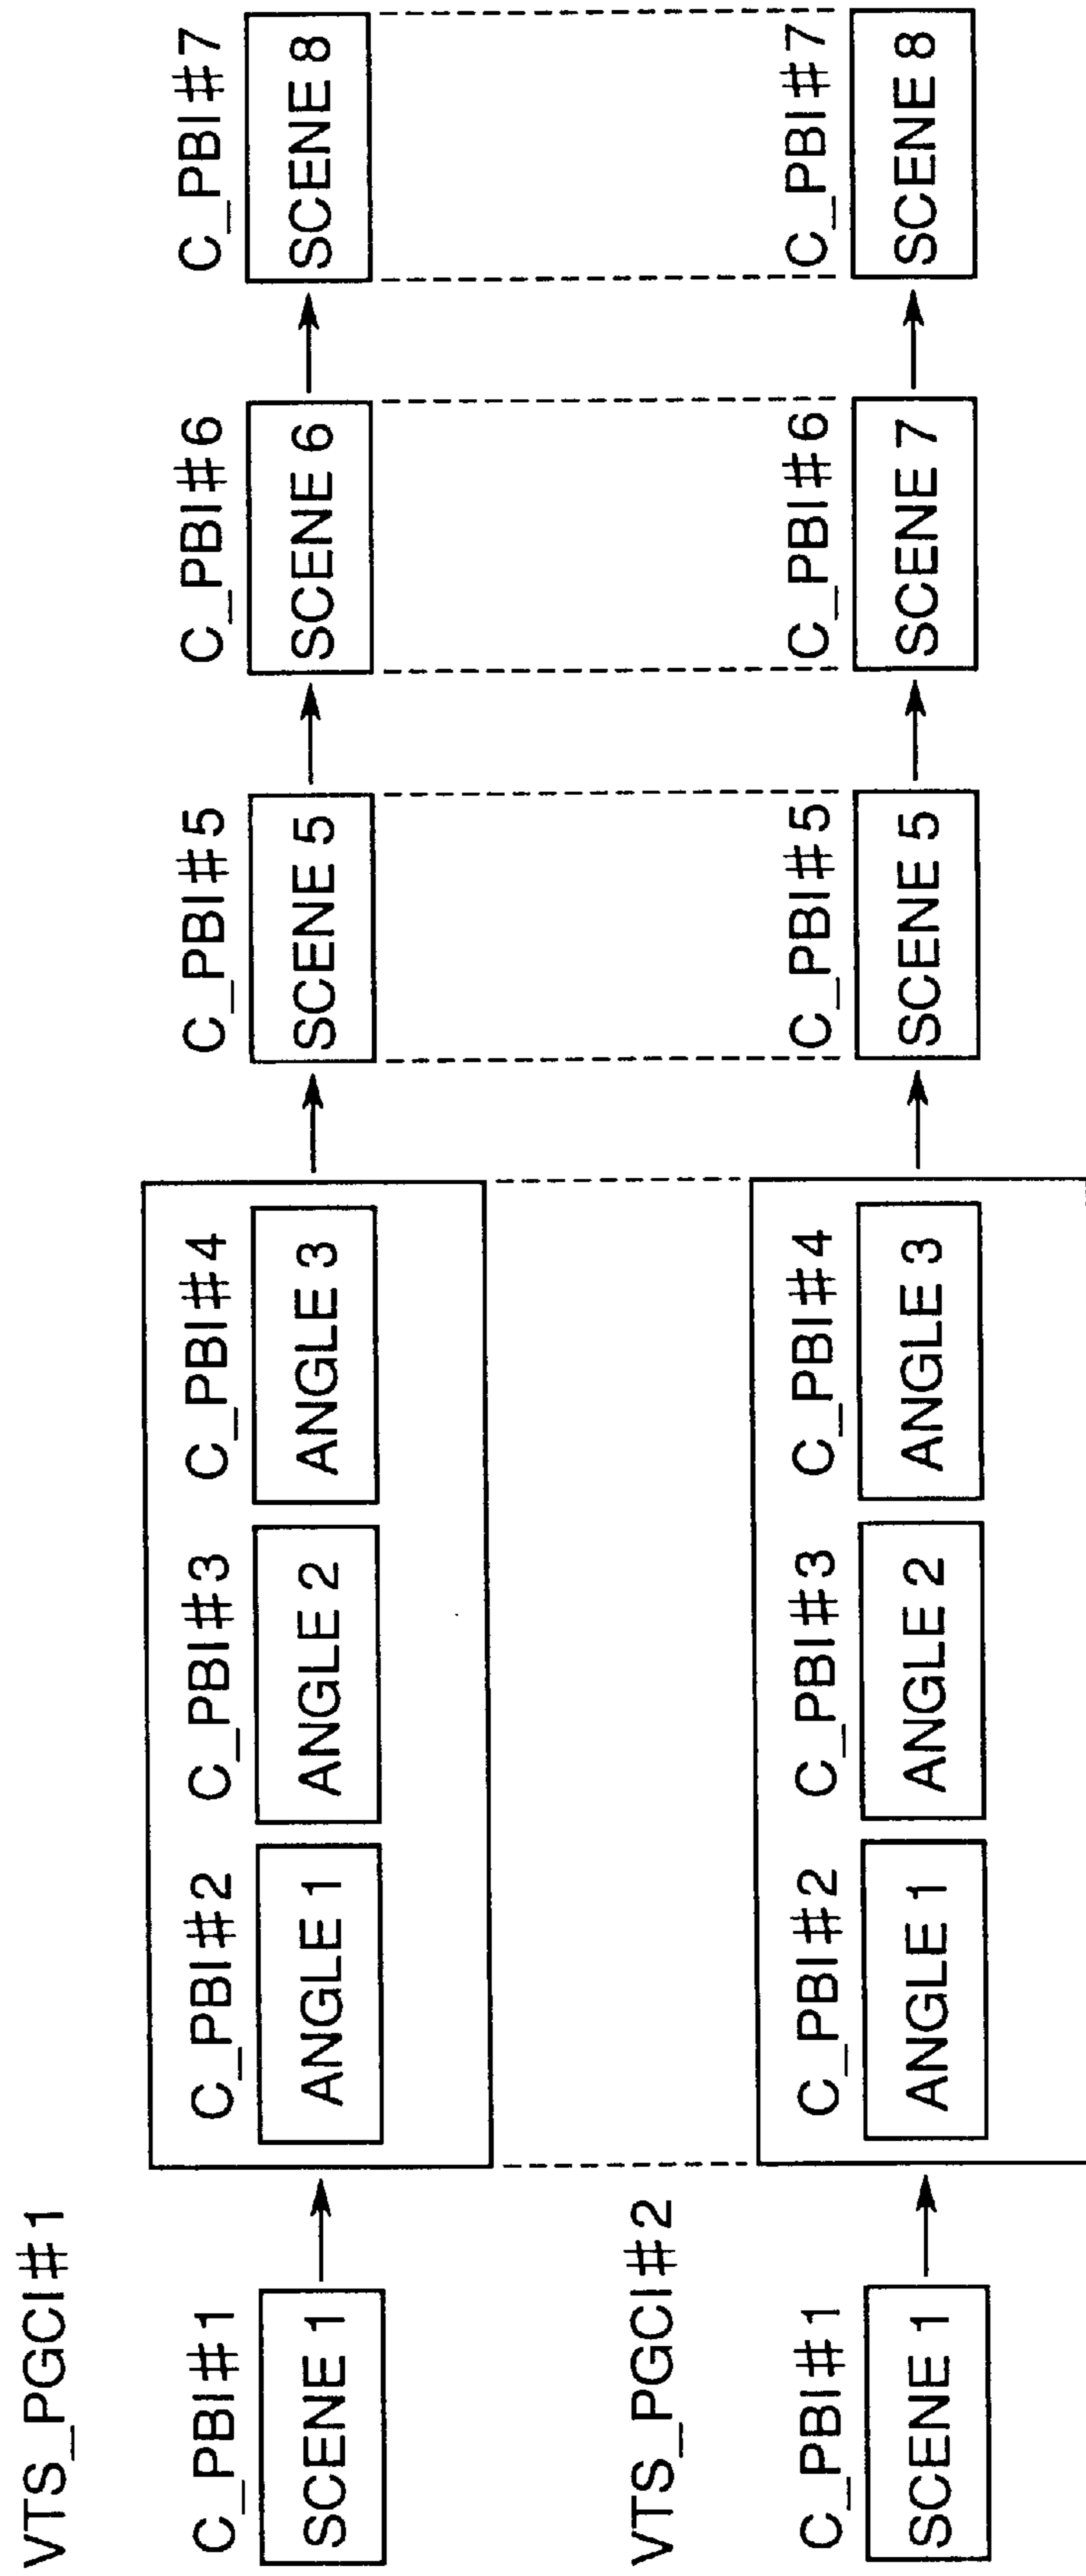 VTS_PGCI#1
C_PBI#1 C_PBI#2 C_PBI#3 C_PBI#4 C_PBI#5 C_PBI#6 C_PBI#7
SCENE 1 ANGLE 1 ANGLE 2 ANGLE 3 SCENE 5 SCENE 6 SCENE 8
VTS_PGCI#2
C_PBI#1 C_PBI#2 C_PBI#3 C_PBI#4 C_PBI#5 C_PBI#6 C_PBI#7
SCENE 1 ANGLE 1 ANGLE 2 ANGLE 3 SCENE 5 SCENE 7 SCENE 8